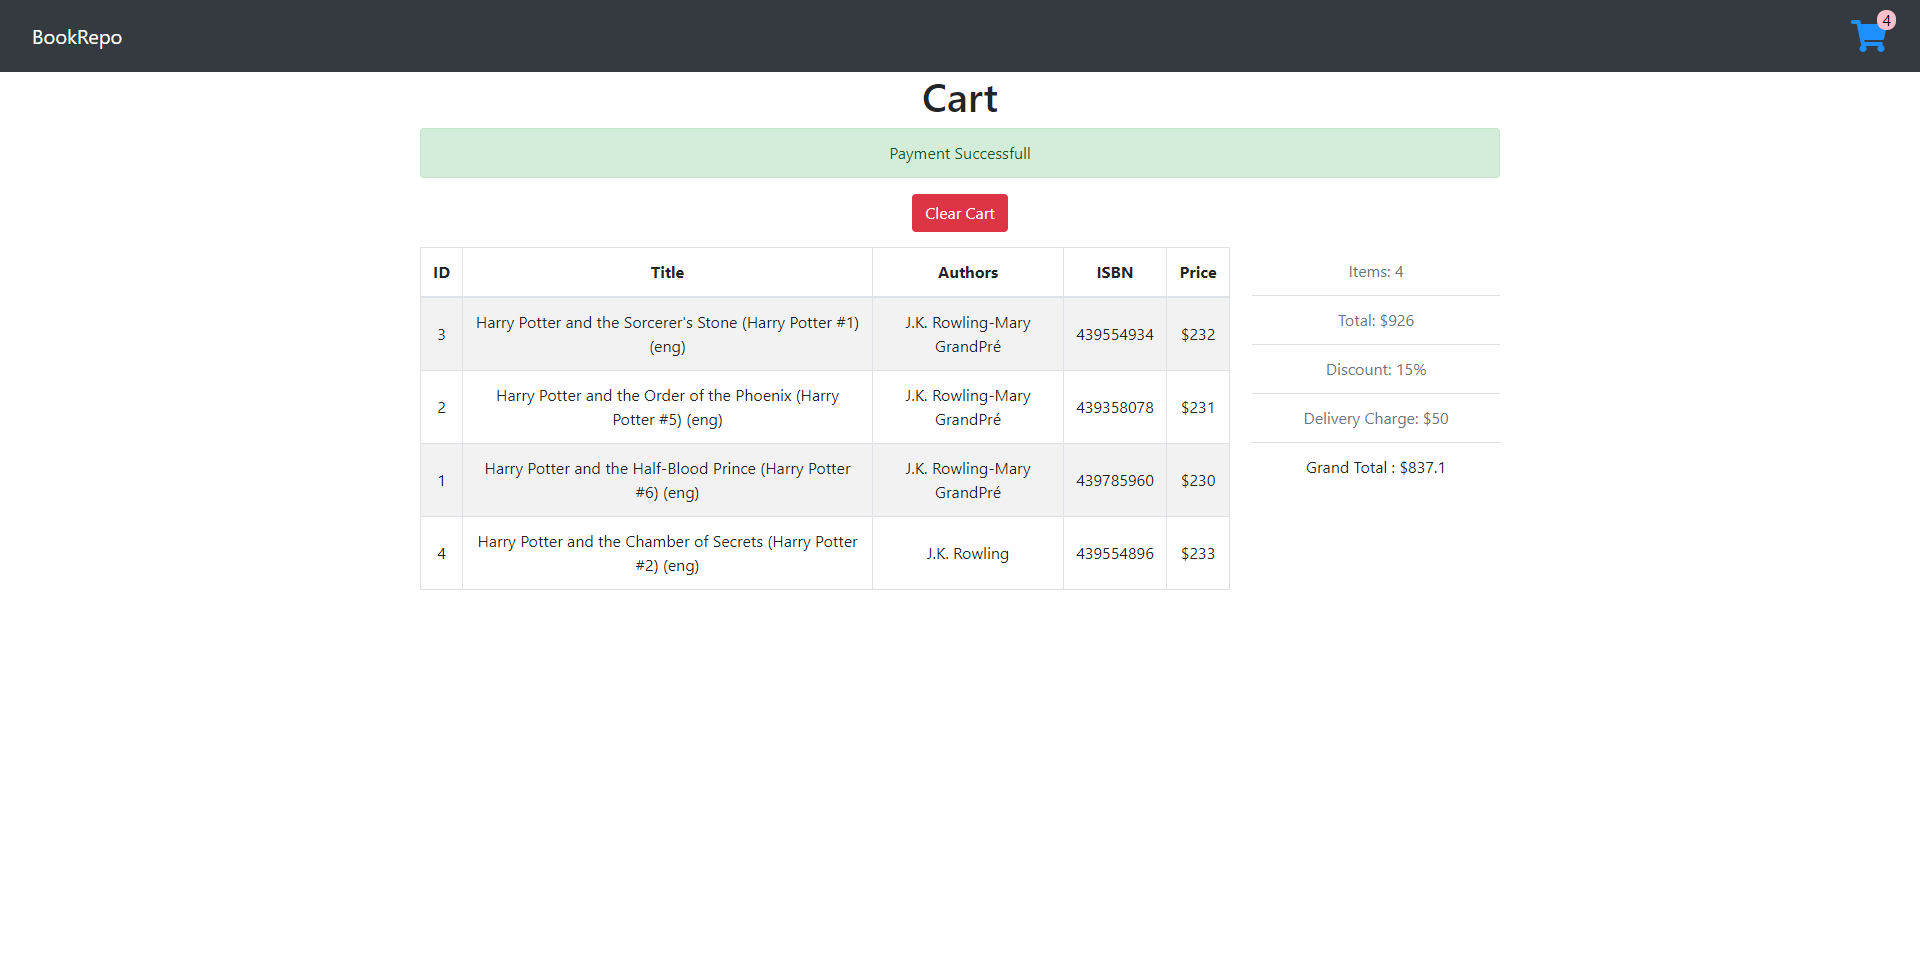 BookRepo
4
Cart
Payment Successfull
Clear Cart
ID Title Authors ISBN Price
3 Harry Potter and the Sorcerer's Stone (Harry Potter #1) (eng) J.K. Rowling-Mary GrandPré 439554934 $232
2 Harry Potter and the Order of the Phoenix (Harry Potter #5) (eng) J.K. Rowling-Mary GrandPré 439358078 $231
1 Harry Potter and the Half-Blood Prince (Harry Potter #6) (eng) J.K. Rowling-Mary GrandPré 439785960 $230
4 Harry Potter and the Chamber of Secrets (Harry Potter #2) (eng) J.K. Rowling 439554896 $233
Items: 4
Total: $926
Discount: 15%
Delivery Charge: $50
Grand Total : $837.1